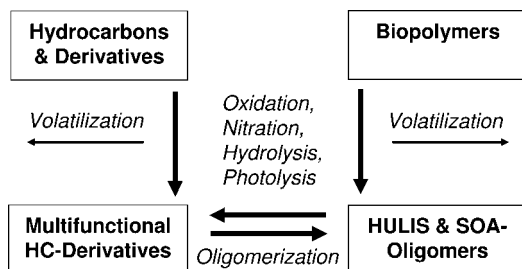 Hydrocarbons
& Derivatives
Biopolymers
Volatilization
Oxidation,
Nitration,
Hydrolysis,
Photolysis
Volatilization
Multifunctional
HC-Derivatives
Oligomerization
HULIS & SOA-
Oligomers